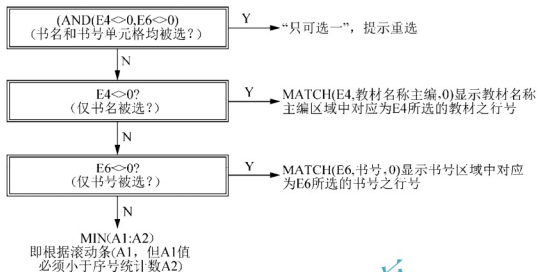 (AND(E4<>0,E6<>0)
(书名和书号单元格均被选?)
Y
“只可选一”，提示重选
N
E4<>0?
(仅书名被选?)
Y
MATCH(E4,教材名称主编,0)显示教材名称
主编区域中对应为E4所选的教材之行号
N
E6<>0?
(仅书号被选?)
Y
MATCH(E6,书号,0)显示书号区域中对应
为E6所选的书号之行号
N
MIN(A1:A2)
即根据滚动条(A1，但A1值
必须小于序号统计数A2)